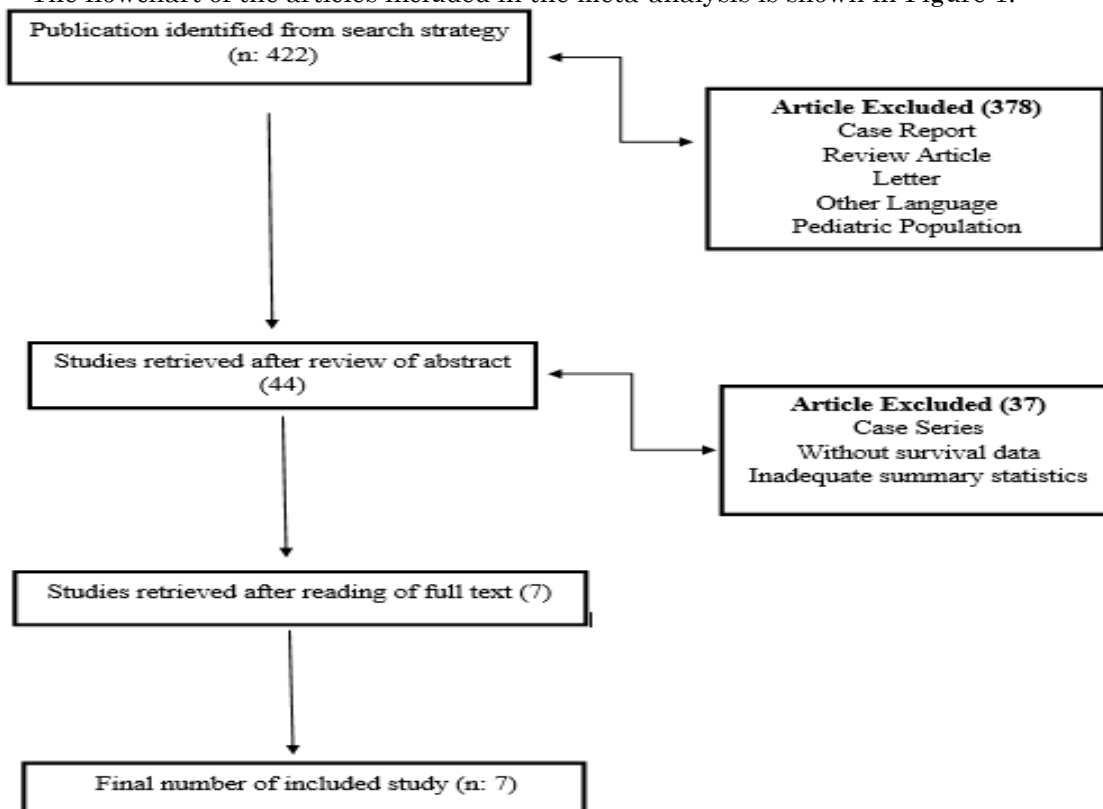 The flowchart of the articles included in the meta-analysis is shown in Figure 1.
Publication identified from search strategy
(n: 422)
Article Excluded (378)
Case Report
Review Article
Letter
Other Language
Pediatric Population
Studies retrieved after review of abstract
(44)
Article Excluded (37)
Case Series
Without survival data
Inadequate summary statistics
Studies retrieved after reading of full text (7)
Final number of included study (n: 7)